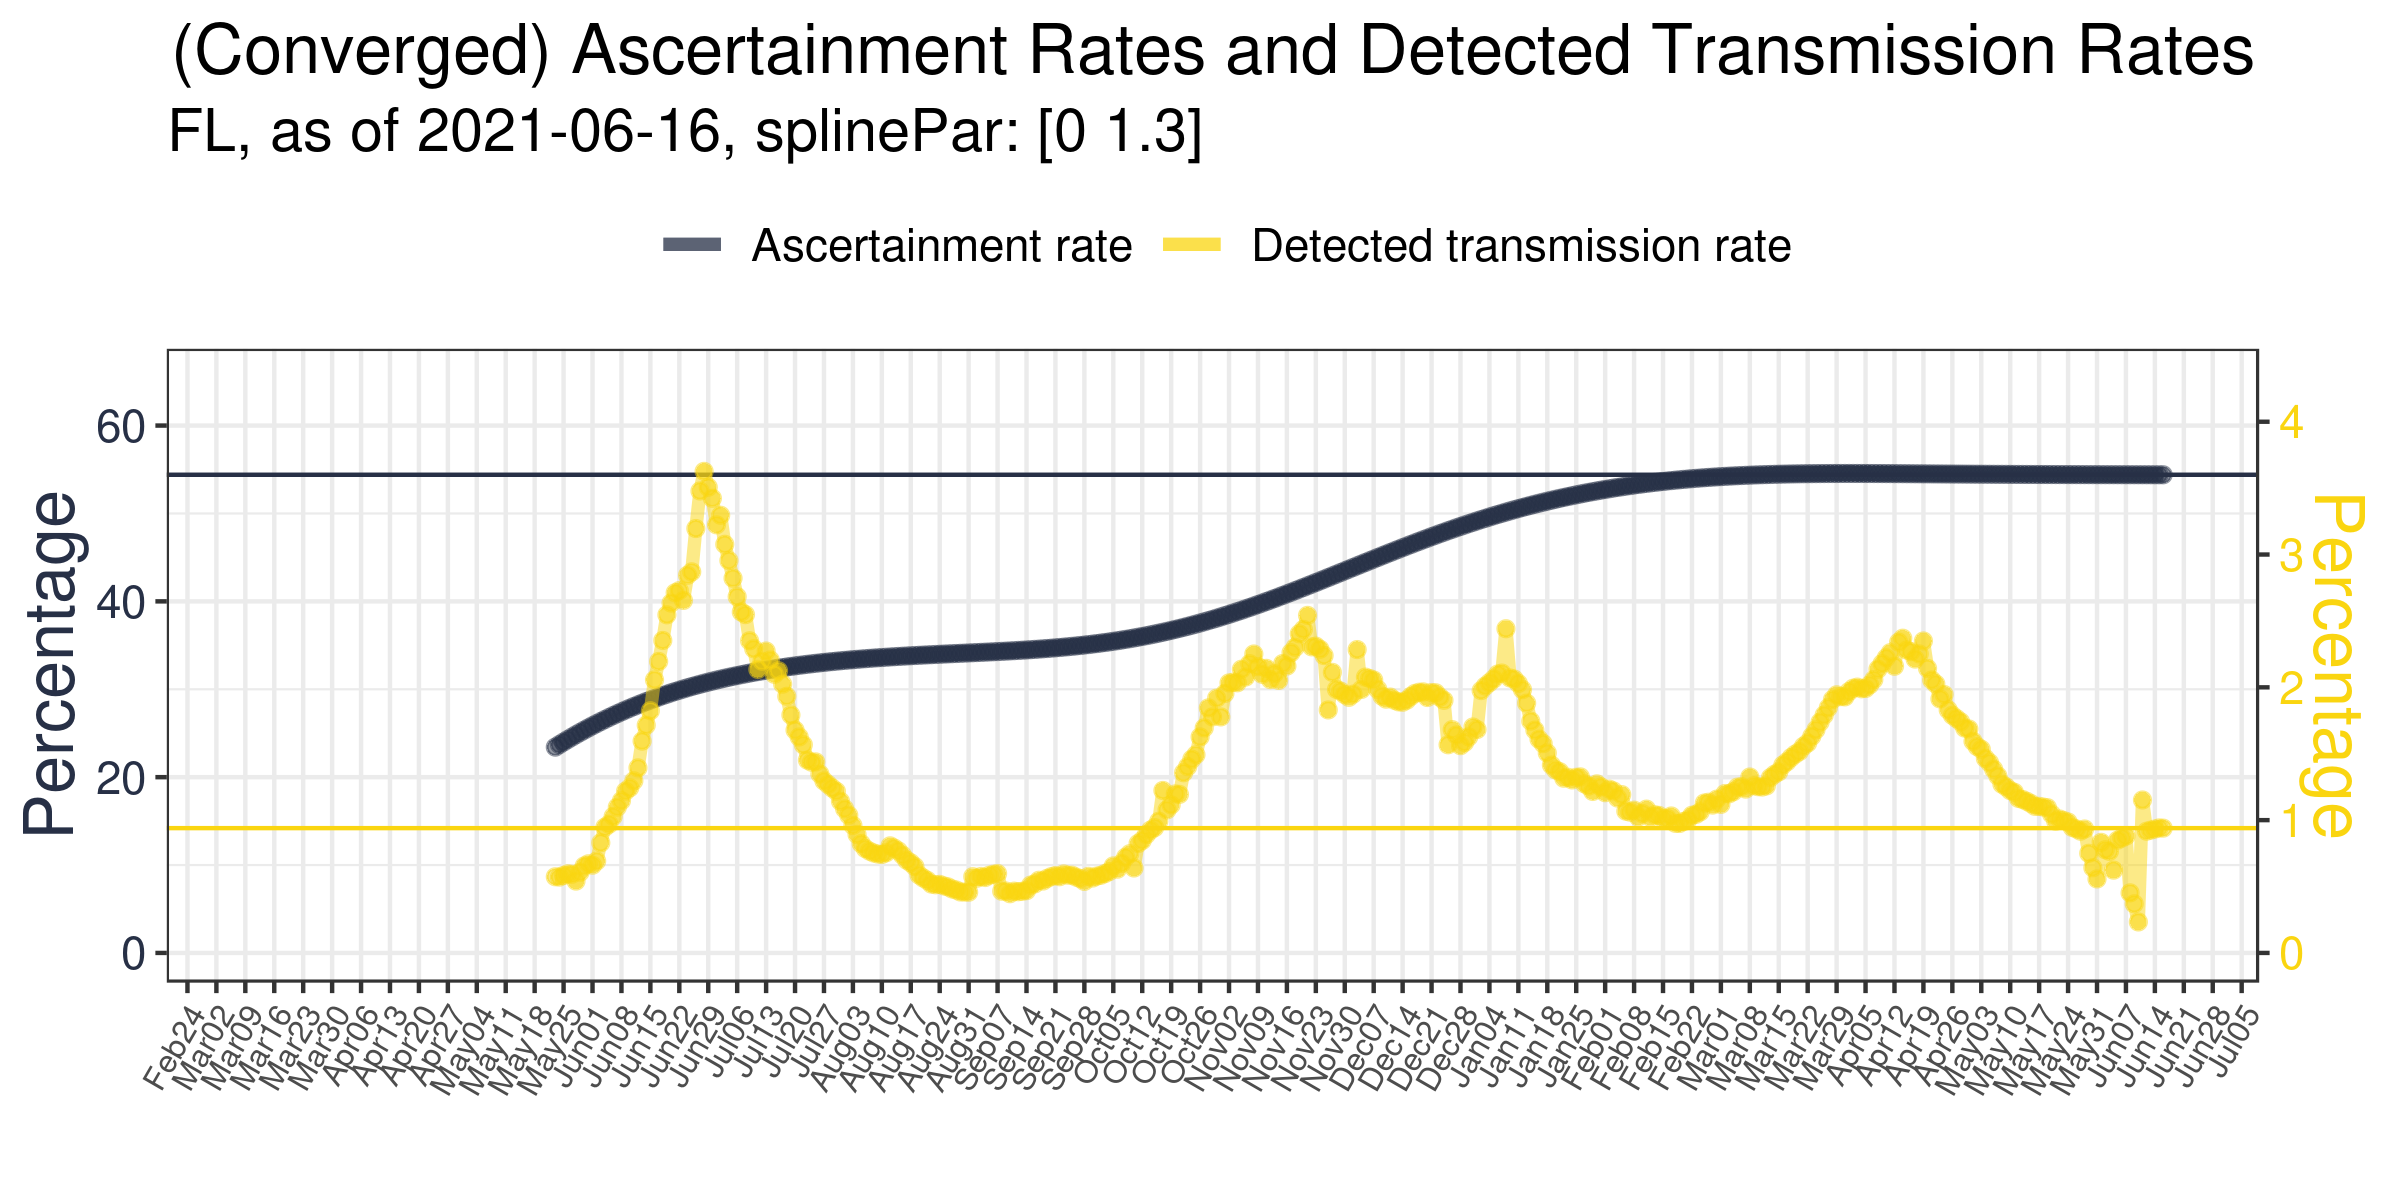 (Converged) Ascertainment Rates and Detected Transmission Rates
FL, as of 2021-06-16, splinePar: [0 1.3]
Ascertainment rate Detected transmission rate
Percentage
60
40
20
0
4
3
2
1
0
Percentage
Feb24 Mar02 Mar09 Mar16 Mar23 Mar30 Apr06 Apr13 Apr20 Apr27 May04 May11 May18 May25 Jun01 Jun08 Jun15 Jun22 Jun29 Jul06 Jul13 Jul20 Jul27 Aug03 Aug10 Aug17 Aug24 Aug31 Sep07 Sep14 Sep21 Sep28 Oct05 Oct12 Oct19 Oct26 Nov02 Nov09 Nov16 Nov23 Nov30 Dec07 Dec14 Dec21 Dec28 Jan04 Jan11 Jan18 Jan25 Feb01 Feb08 Feb15 Feb22 Mar01 Mar08 Mar15 Mar22 Mar29 Apr05 Apr12 Apr19 Apr26 May03 May10 May17 May24 May31 Jun07 Jun14 Jun21 Jun28 Jul05